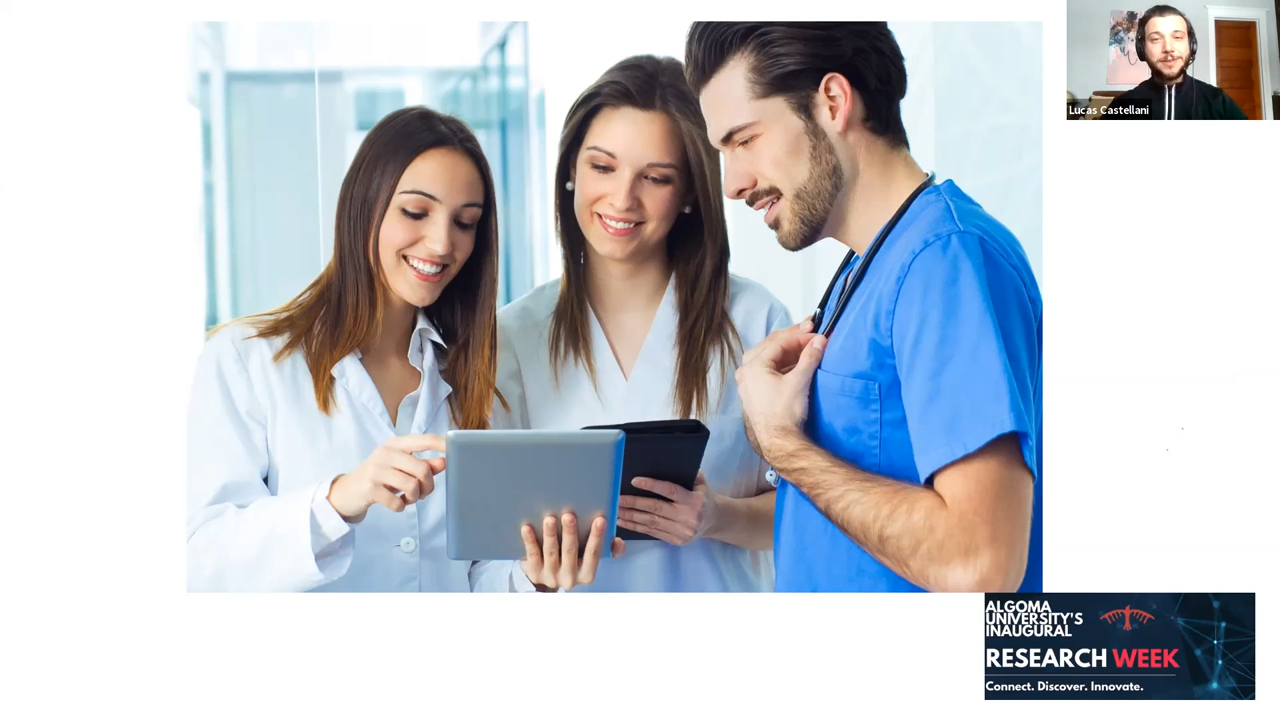 Lucas Castellani
ALGOMA
UNIVERSITY'S
INAUGURAL
RESEARCH WEEK
Connect. Discover. Innovate.